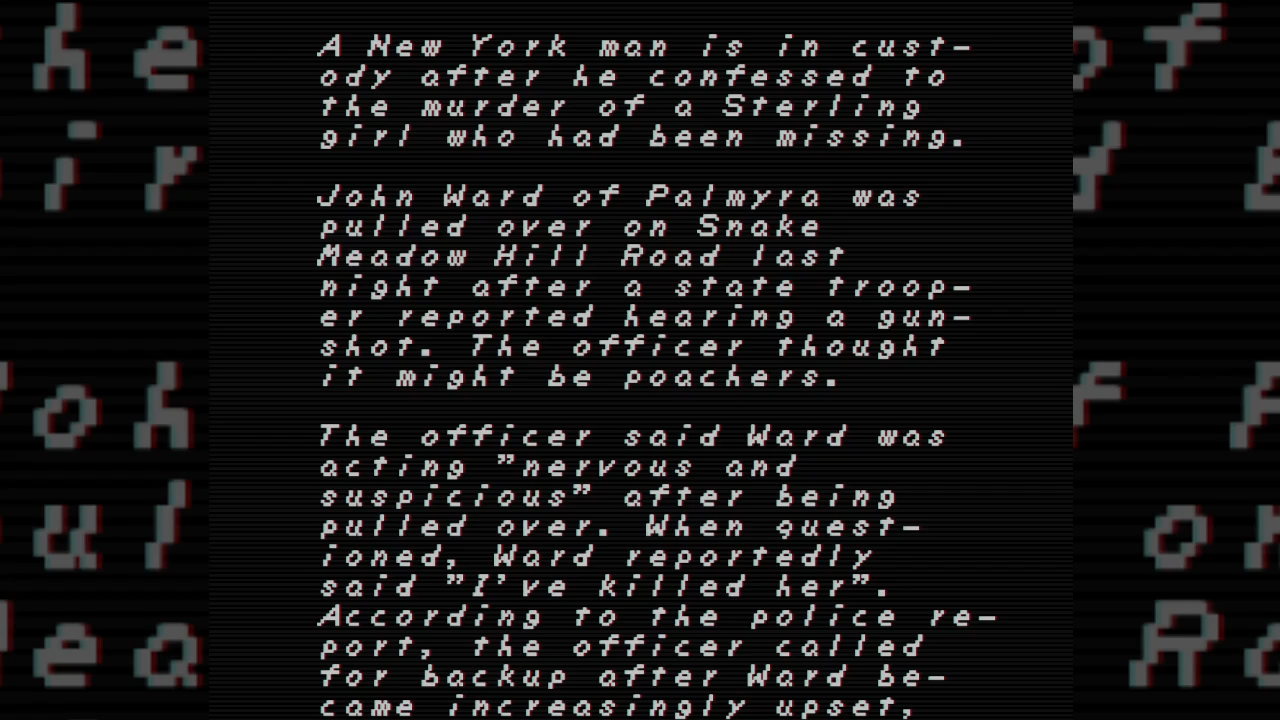 A New York man is in cust-
ody after he confessed to
the murder of a Sterling
girl who had been missing.
John Ward of Palmyra was
pulled over on Snake
Meadow Hill Road last
night after a state troop-
er reported hearing a gun-
shot. The officer thought
it might be poachers.
The officer said Ward was
acting "nervous and
suspicious" after being
pulled over. When quest-
ioned, Ward reportedly
said "I've killed her".
According to the police re-
port, the officer called
for backup after Ward be-
came increasingly upset,